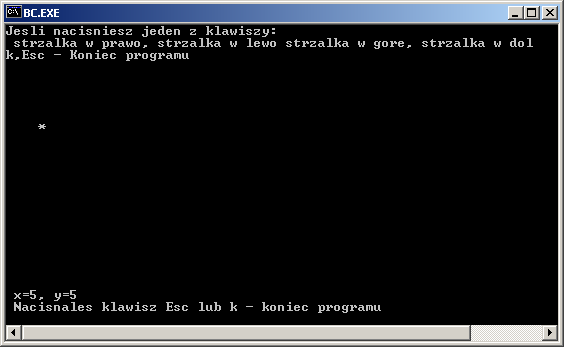 BC.EXE
Jesli nacisniesz jeden z klawiszy:
strzalka w prawo, strzalka w lewo strzalka w gore, strzalka w dol
k,Esc - Koniec programu
*
x=5, y=5
Nacisnales klawisz Esc lub k - koniec programu